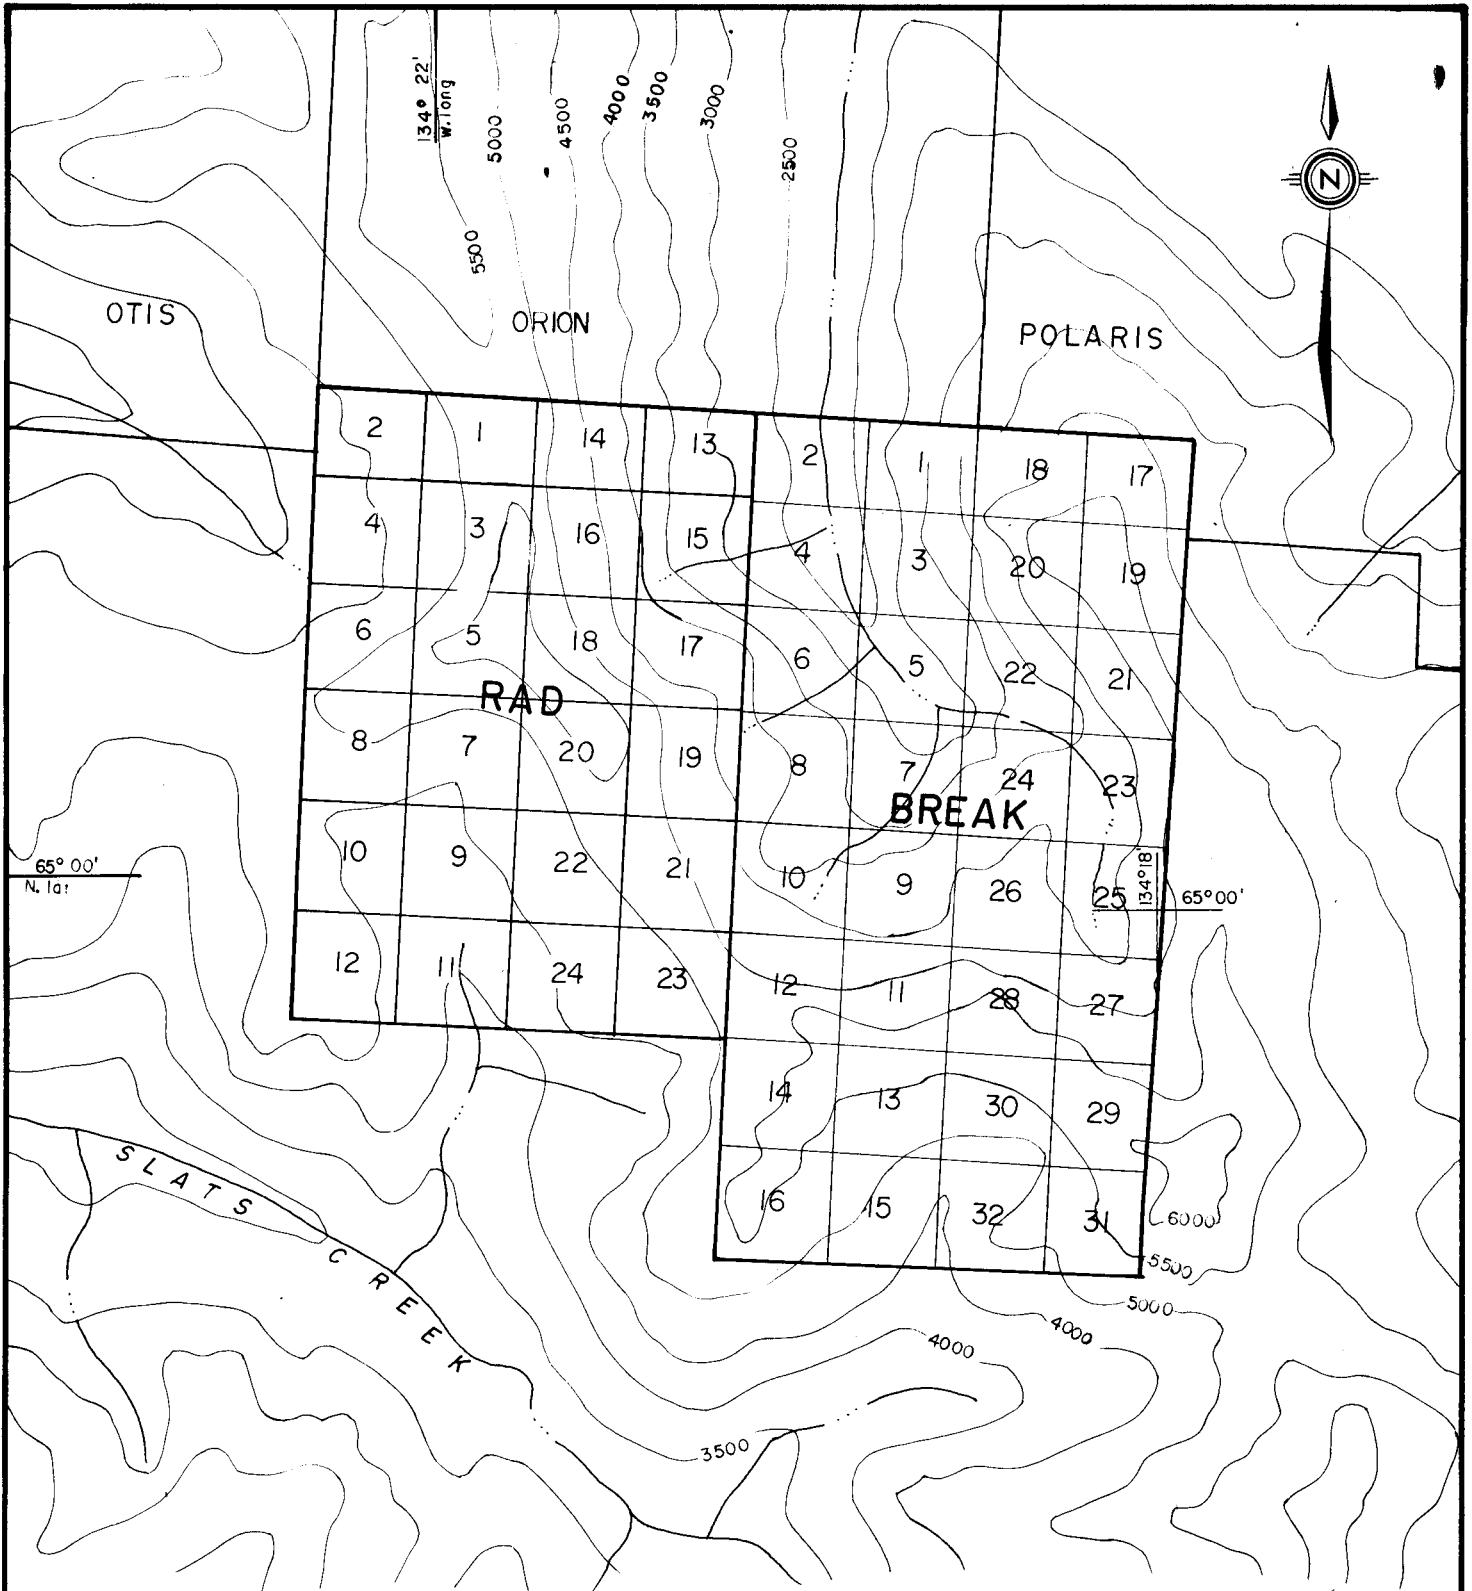 134° 22'
W. long
5000
4500
4000
3500
3000
2500
5500
N
OTIS
ORION
POLARIS
2 1 14 13 2 1 18 17
4 3 16 15 4 3 20 19
6 5 18 17 6 5 22 21
RAD
8 7 20 19 8 7 24 23
BREAK
10 9 22 21 10 9 26 25
65° 00'
N. lat
134°18'
65°00'
12 11 24 23 12 11 28 27
14 13 30 29
16 15 32 31
SLATS CREEK
6000
5500
5000
4000
4000
3500